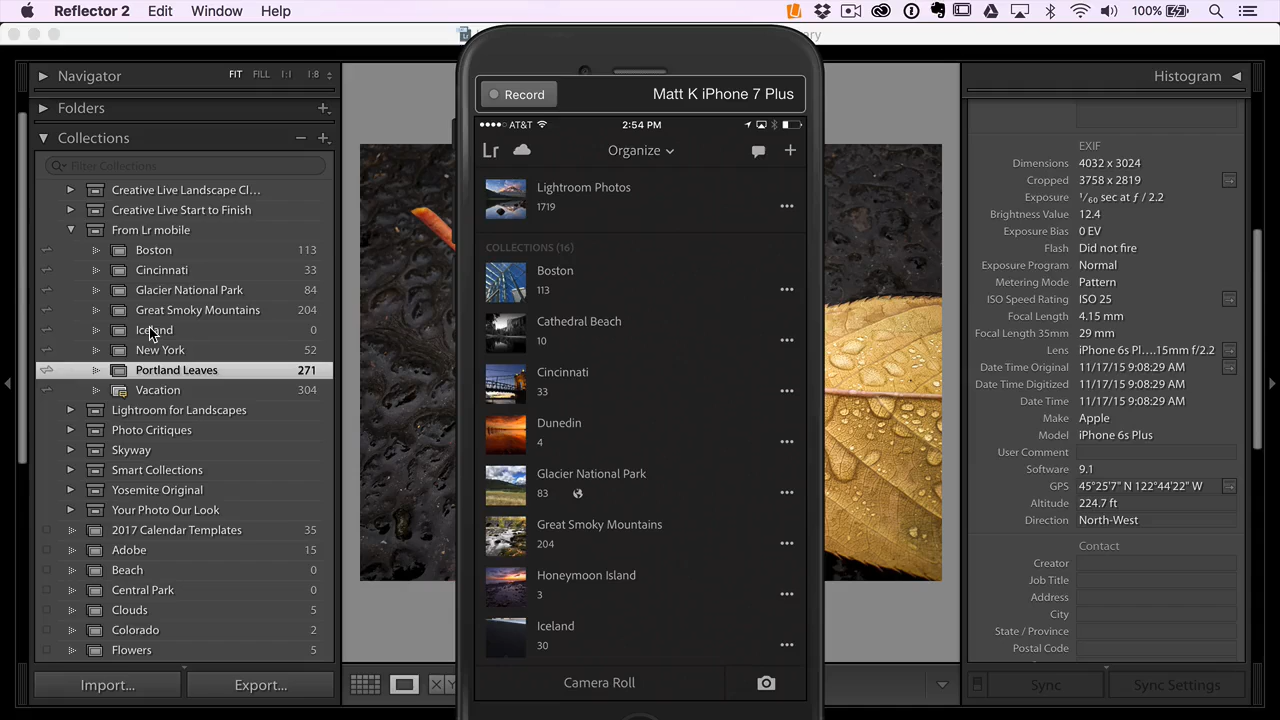 Reflector 2 Edit Window Help 100%
Navigator FIT FILL 1:1 1:8
Folders
Collections
Filter Collections
Creative Live Landscape Cl...
Creative Live Start to Finish
From Lr mobile
Boston 113
Cincinnati 33
Glacier National Park 84
Great Smoky Mountains 204
Iceland 0
New York 52
Portland Leaves 271
Vacation 304
Lightroom for Landscapes
Photo Critiques
Skyway
Smart Collections
Yosemite Original
Your Photo Our Look
2017 Calendar Templates 35
Adobe 15
Beach 0
Central Park 0
Clouds 5
Colorado 2
Flowers 5
Import... Export...
Record Matt K iPhone 7 Plus
AT&T 2:54 PM
Lr Organize
Lightroom Photos
1719
COLLECTIONS (16)
Boston
113
Cathedral Beach
10
Cincinnati
33
Dunedin
4
Glacier National Park
83
Great Smoky Mountains
204
Honeymoon Island
3
Iceland
30
Camera Roll
X Y
Histogram
EXIF
Dimensions 4032 x 3024
Cropped 3758 x 2819
Exposure 1/60 sec at ƒ / 2.2
Brightness Value 12.4
Exposure Bias 0 EV
Flash Did not fire
Exposure Program Normal
Metering Mode Pattern
ISO Speed Rating ISO 25
Focal Length 4.15 mm
Focal Length 35mm 29 mm
Lens iPhone 6s Pl....15mm f/2.2
Date Time Original 11/17/15 9:08:29 AM
Date Time Digitized 11/17/15 9:08:29 AM
Date Time 11/17/15 9:08:29 AM
Make Apple
Model iPhone 6s Plus
User Comment
Software 9.1
GPS 45°25'7" N 122°44'22" W
Altitude 224.7 ft
Direction North-West
Contact
Creator
Job Title
Address
City
State / Province
Postal Code
Sync Sync Settings